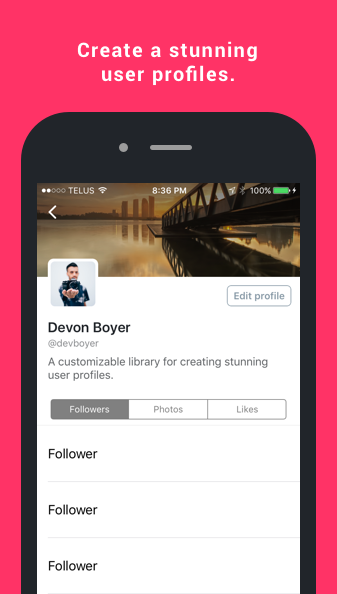 Create a stunning
user profiles.
TELUS 8:36 PM 100%
Edit profile
Devon Boyer
@devboyer
A customizable library for creating stunning
user profiles.
Followers Photos Likes
Follower
Follower
Follower